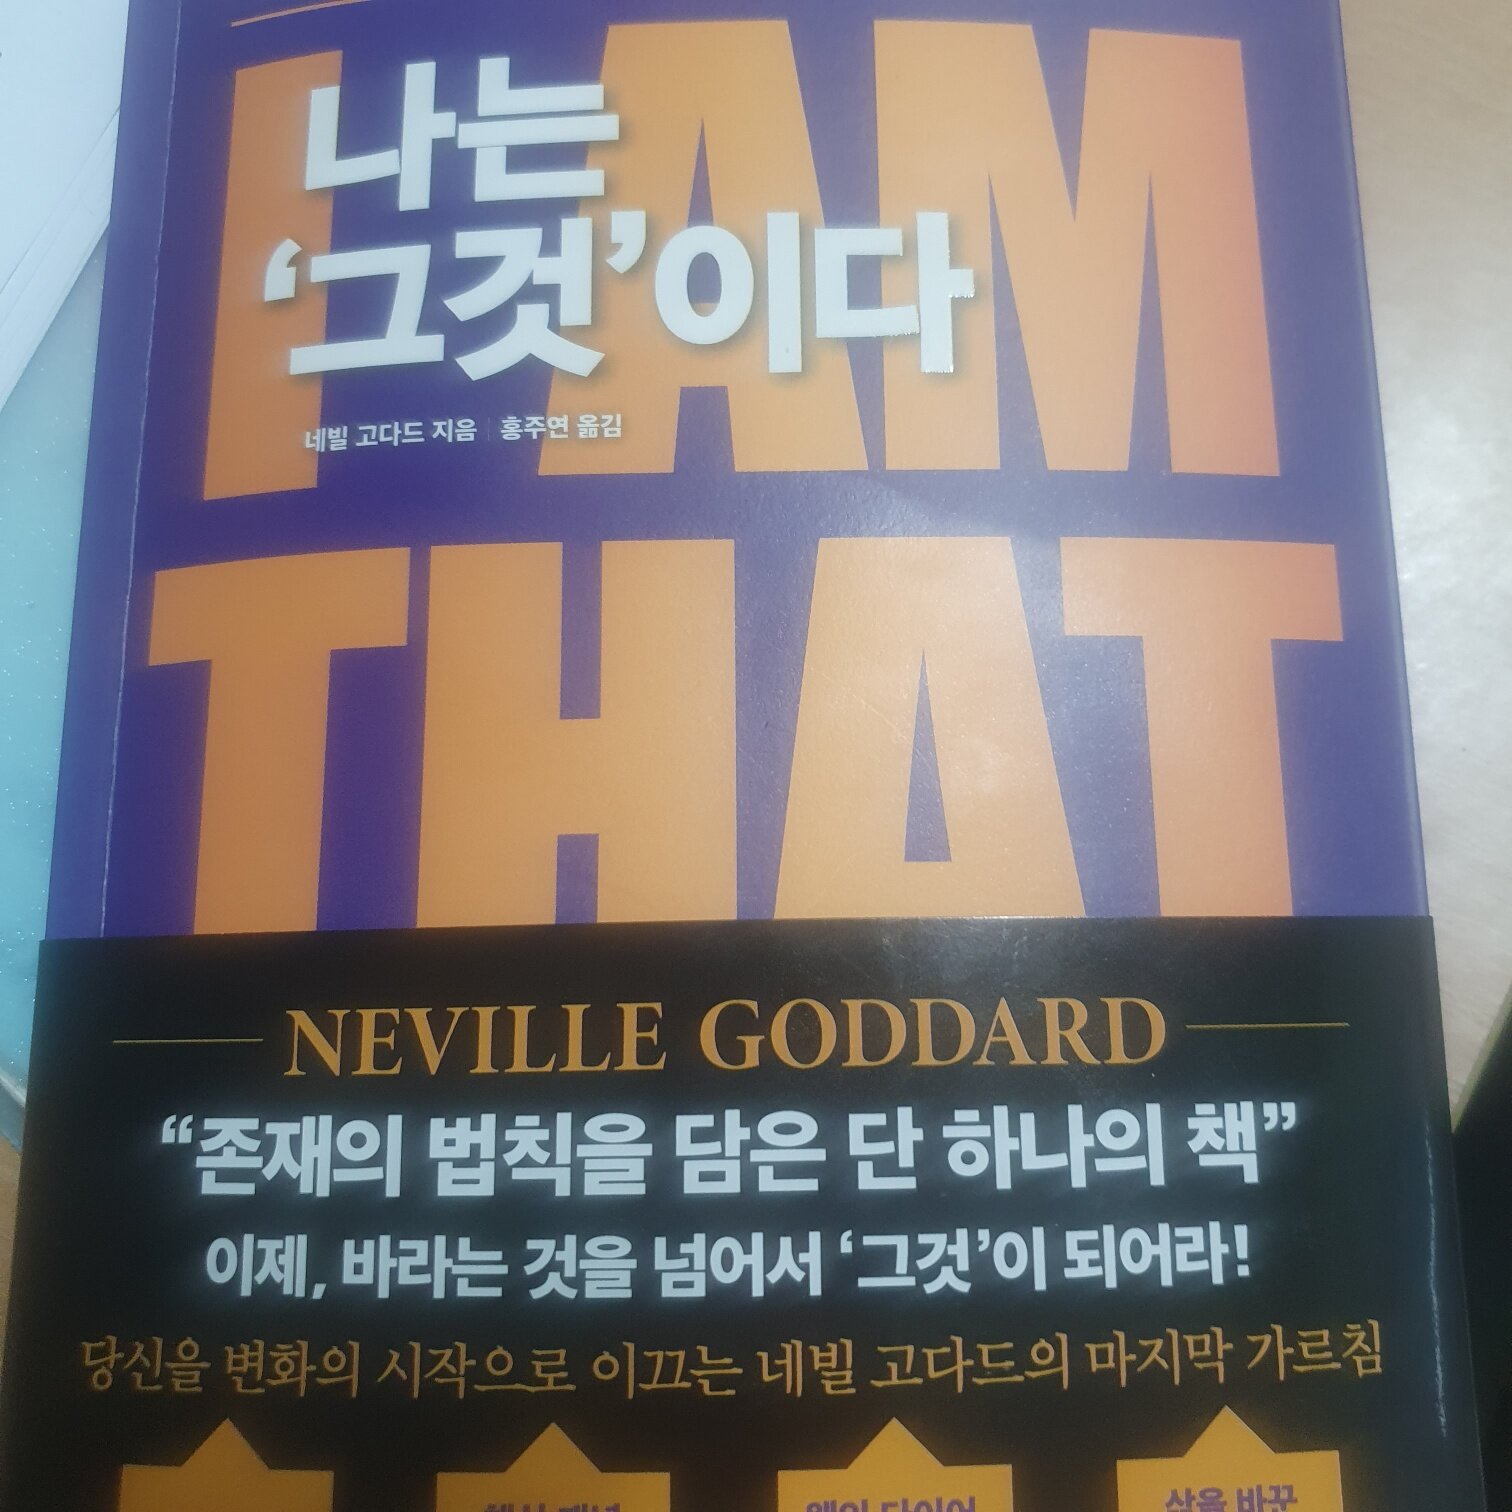 I AM
나는
‘그것’이다
네빌 고다드 지음 | 홍주연 옮김
THAT
NEVILLE GODDARD
“존재의 법칙을 담은 단 하나의 책”
이제, 바라는 것을 넘어서 ‘그것’이 되어라!
당신을 변화의 시작으로 이끄는 네빌 고다드의 마지막 가르침
삶을 바꾼